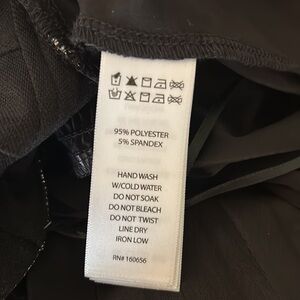 95% POLYESTER
5% SPANDEX
HAND WASH
W/COLD WATER
DO NOT SOAK
DO NOT BLEACH
DO NOT TWIST
LINE DRY
IRON LOW
RN# 160656